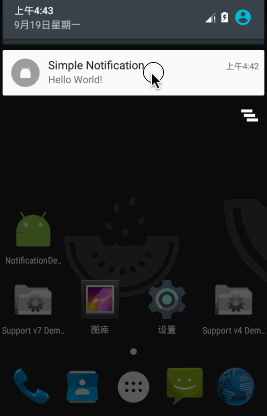 上午4:43
9月19日星期一
Simple Notification
上午4:42
Hello World!
NotificationDe..
Support v7 Dem..
图库
设置
Support v4 Dem..